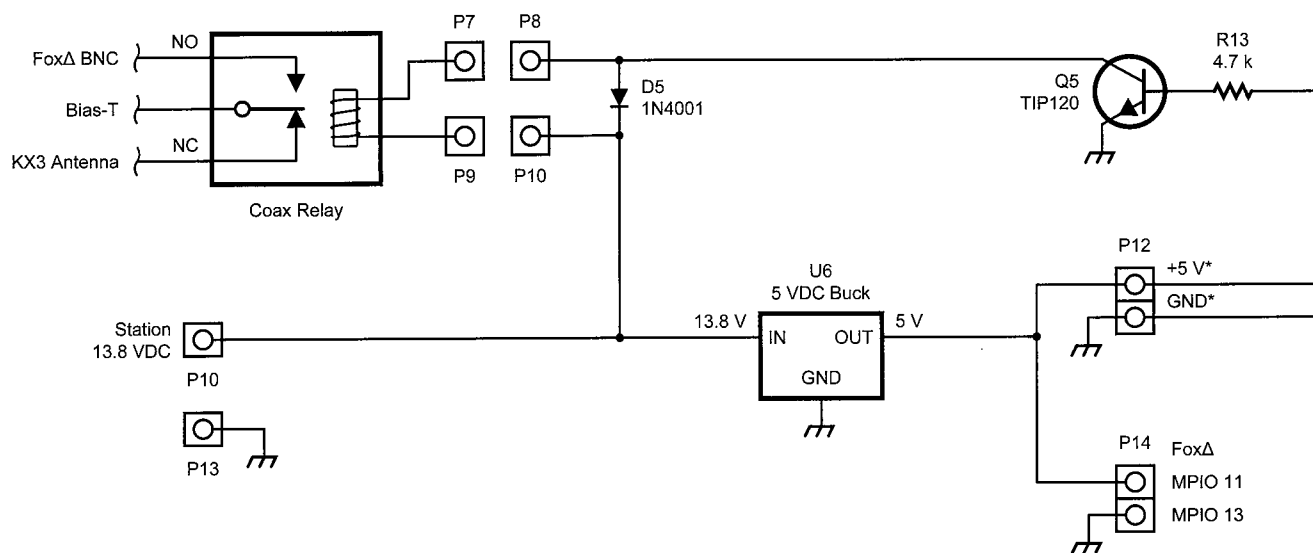 P7
P8
R13
4.7 k
FoxΔ BNC
NO
D5
1N4001
Q5
TIP120
Bias-T
KX3 Antenna
NC
P9
P10
Coax Relay
P12
+5 V*
GND*
U6
5 VDC Buck
Station
13.8 VDC
13.8 V
5 V
IN
OUT
GND
P10
P13
P14
FoxΔ
MPIO 11
MPIO 13